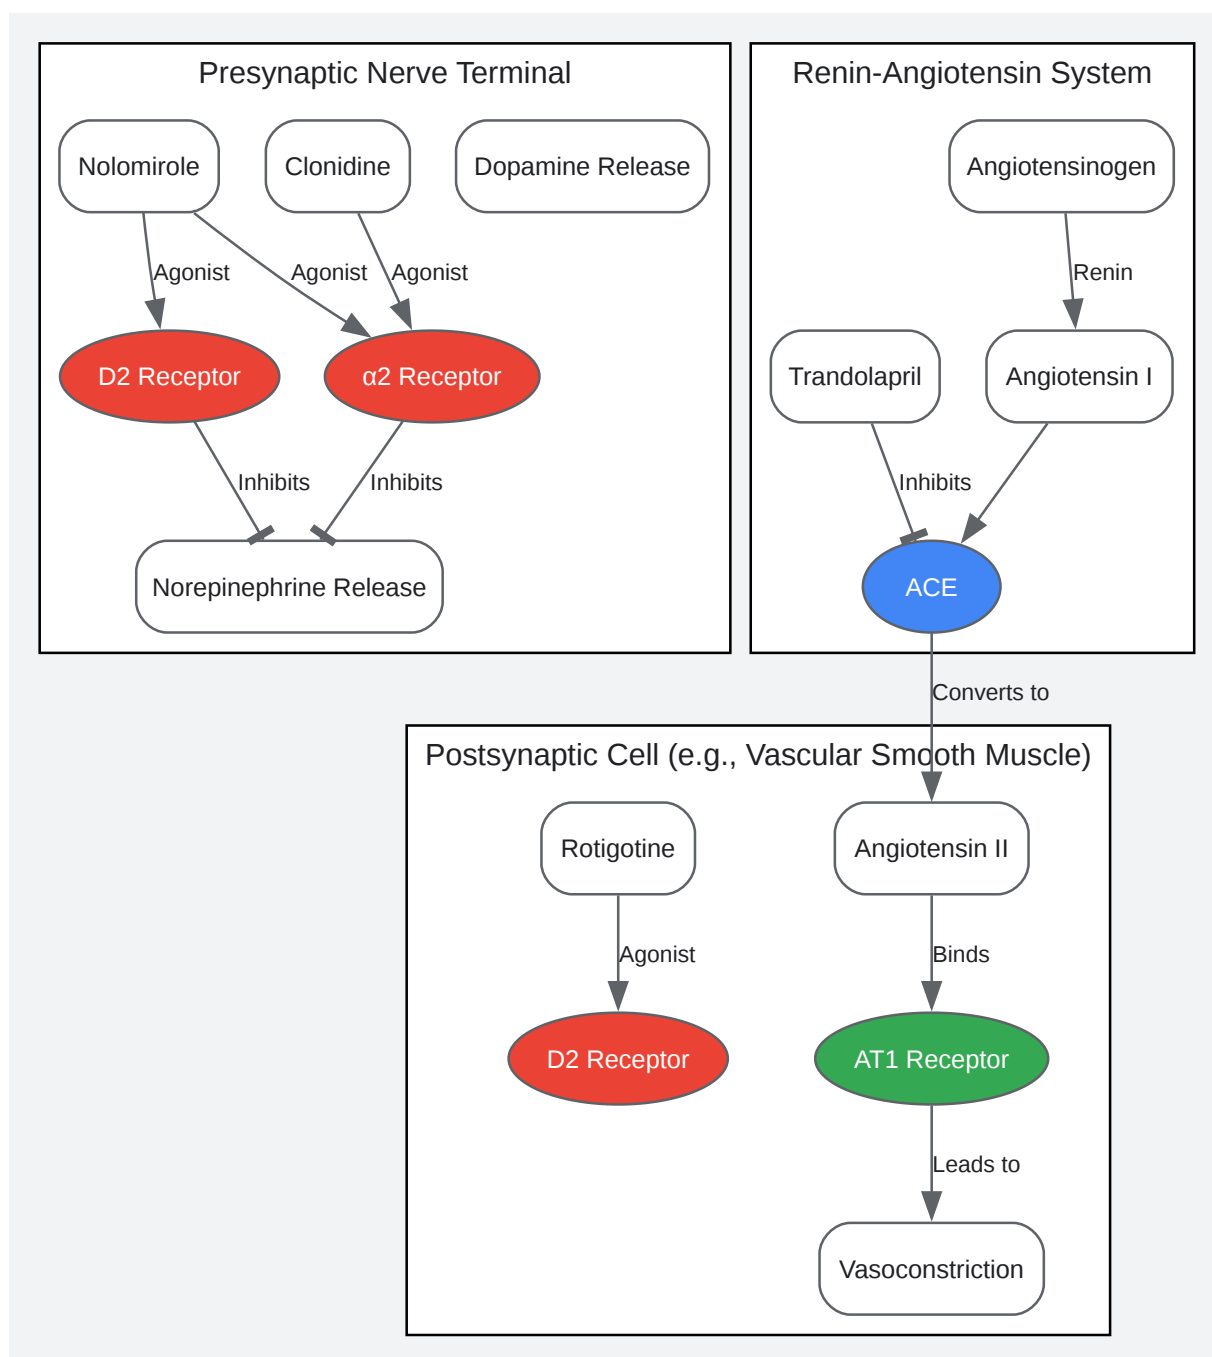 Presynaptic Nerve Terminal
Nolomirole
Clonidine
Dopamine Release
Agonist
Agonist
Agonist
D2 Receptor
α2 Receptor
Inhibits
Inhibits
Norepinephrine Release
Renin-Angiotensin System
Angiotensinogen
Renin
Trandolapril
Angiotensin I
Inhibits
ACE
Converts to
Postsynaptic Cell (e.g., Vascular Smooth Muscle)
Rotigotine
Angiotensin II
Agonist
Binds
D2 Receptor
AT1 Receptor
Leads to
Vasoconstriction